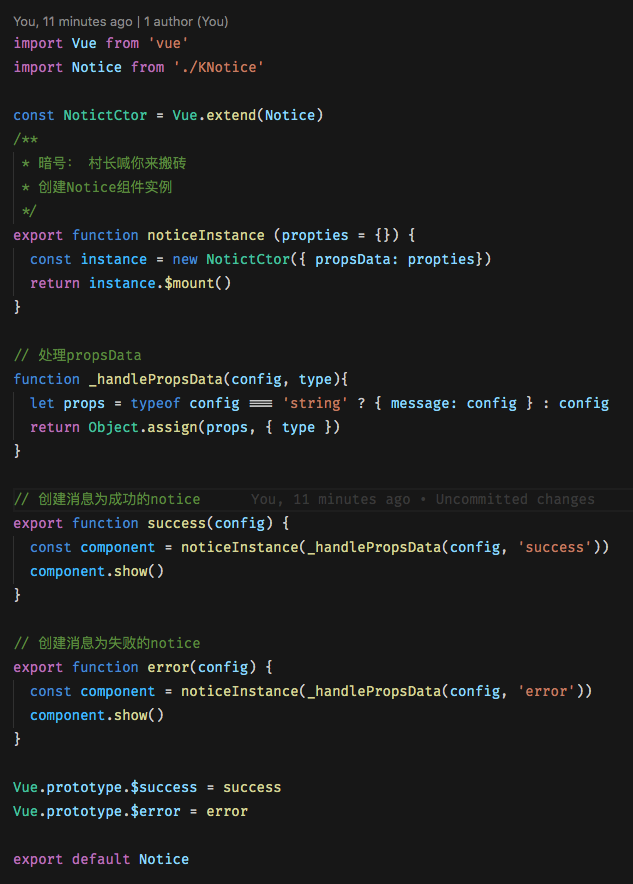 You, 11 minutes ago | 1 author (You)
import Vue from 'vue'
import Notice from './KNotice'
const NotictCtor = Vue.extend(Notice)
/**
 * 暗号： 村长喊你来搬砖
 * 创建Notice组件实例
 */
export function noticeInstance (propties = {}) {
  const instance = new NotictCtor({ propsData: propties})
  return instance.$mount()
}
// 处理propsData
function _handlePropsData(config, type){
  let props = typeof config === 'string' ? { message: config } : config
  return Object.assign(props, { type })
}
// 创建消息为成功的notice You, 11 minutes ago • Uncommitted changes
export function success(config) {
  const component = noticeInstance(_handlePropsData(config, 'success'))
  component.show()
}
// 创建消息为失败的notice
export function error(config) {
  const component = noticeInstance(_handlePropsData(config, 'error'))
  component.show()
}
Vue.prototype.$success = success
Vue.prototype.$error = error
export default Notice